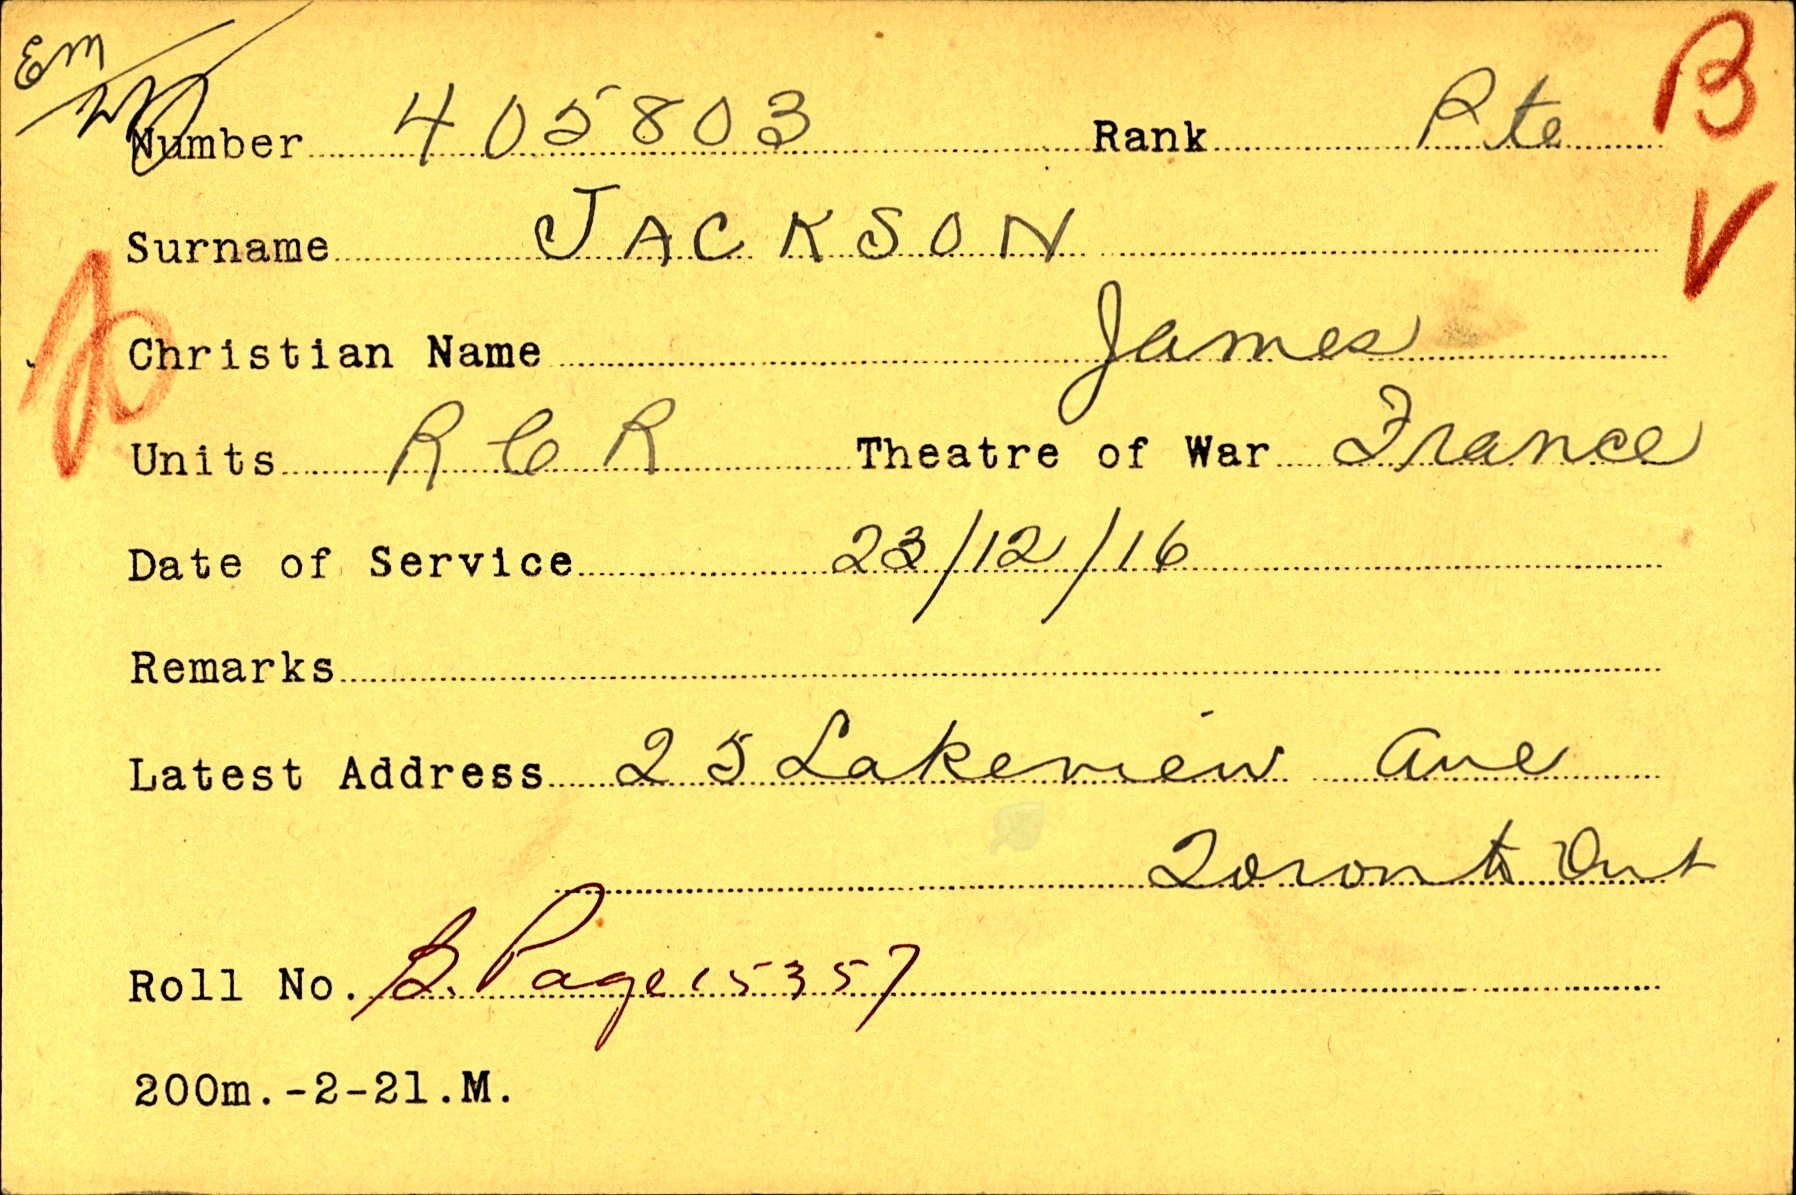 Em
B
Number 405803 Rank Pte
V
Surname JACKSON
Christian Name James
Units R C R Theatre of War France
Date of Service 23/12/16
Remarks
Latest Address 25 Lakeview Ave
Toronto Ont
Roll No. B. Page 15357
200m.-2-21.M.